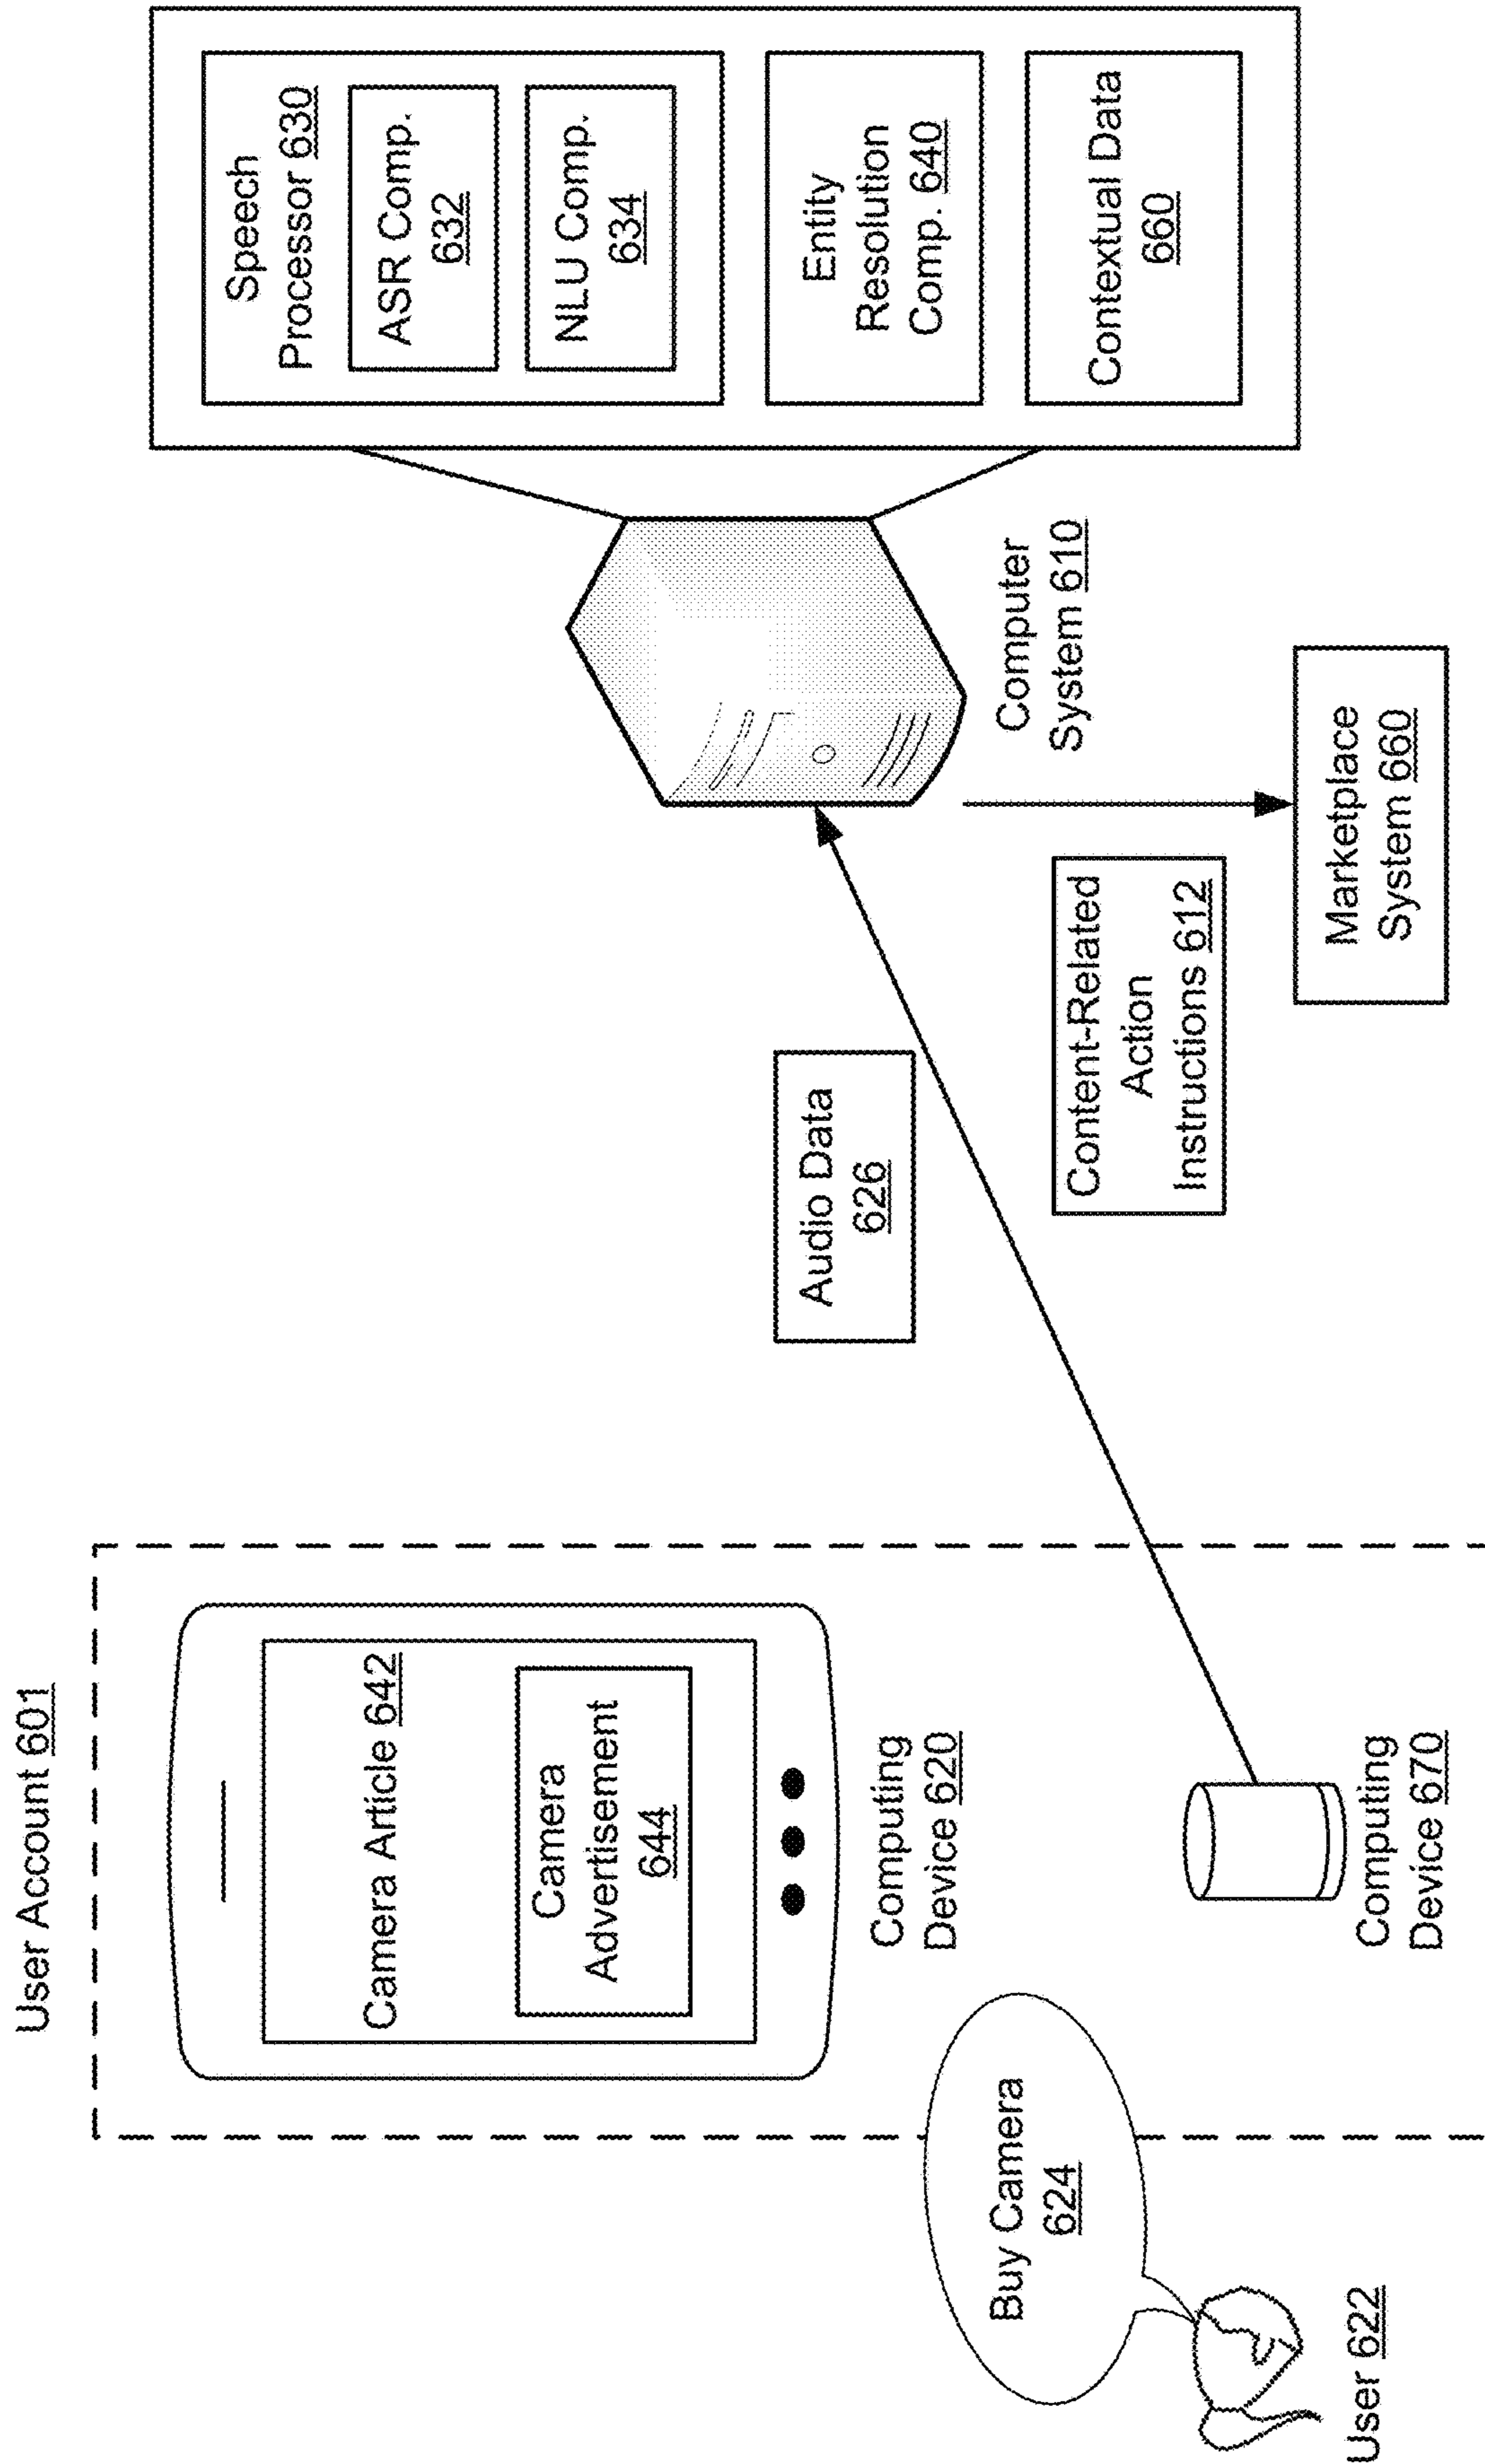 User Account 601
Camera Article 642
Camera
Advertisement
644
Computing
Device 620
Buy Camera
624
User 622
Computing
Device 670
Audio Data
626
Content-Related
Action
Instructions 612
Computer
System 610
Marketplace
System 660
Speech
Processor 630
ASR Comp.
632
NLU Comp.
634
Entity
Resolution
Comp. 640
Contextual Data
660